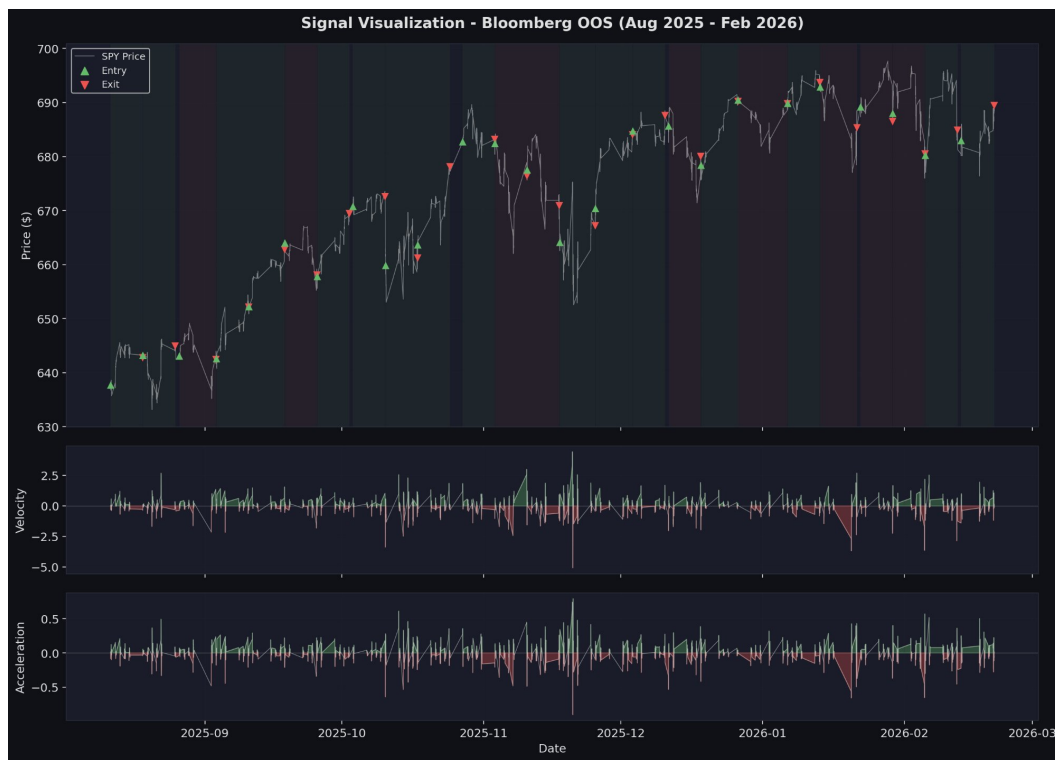 Signal Visualization - Bloomberg OOS (Aug 2025 - Feb 2026)
SPY Price
Entry
Exit
Price ($)
700
690
680
670
660
650
640
630
Velocity
2.5
0.0
−2.5
−5.0
Acceleration
0.5
0.0
−0.5
2025-09
2025-10
2025-11
2025-12
2026-01
2026-02
2026-03
Date